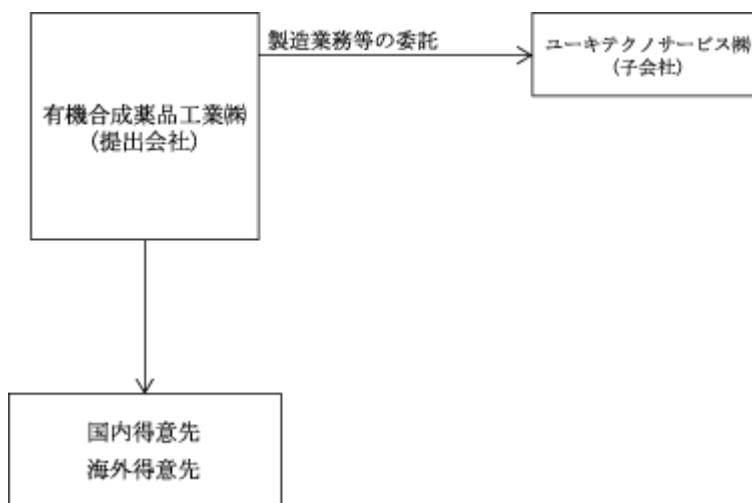 有機合成薬品工業㈱
(提出会社)
製造業務等の委託
ユーキテクノサービス㈱
(子会社)
国内得意先
海外得意先